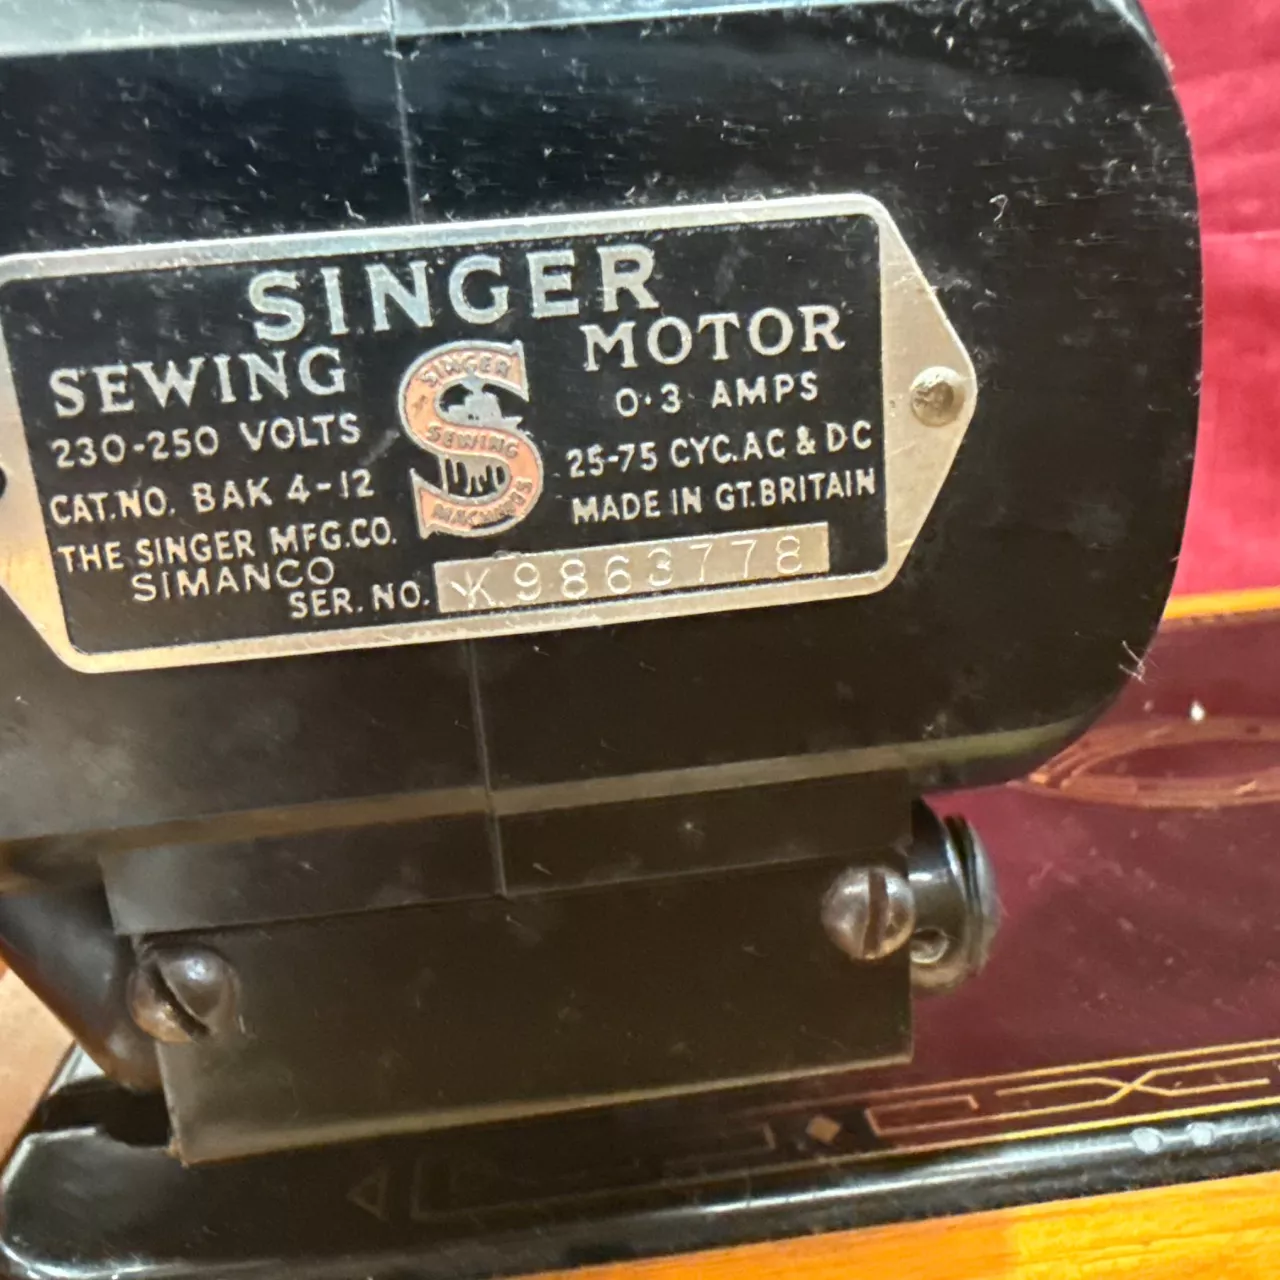 SINGER
SEWING MOTOR
230-250 VOLTS 0·3 AMPS
CAT.NO. BAK 4-12 25-75 CYC.AC & DC
THE SINGER MFG.CO. MADE IN GT.BRITAIN
SIMANCO
SER. NO. K9863778
SINGER
SEWING
MACHINES